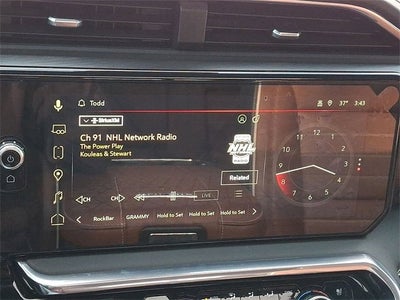 Todd
37° 3:43
SiriusXM
Ch 91 NHL Network Radio
The Power Play
Kouleas & Stewart
NHL
RADIO
Related
CH CH LIVE
RockBar GRAMMY Hold to Set Hold to Set Hold to Set
12
1
2
3
4
5
6
7
8
9
10
11